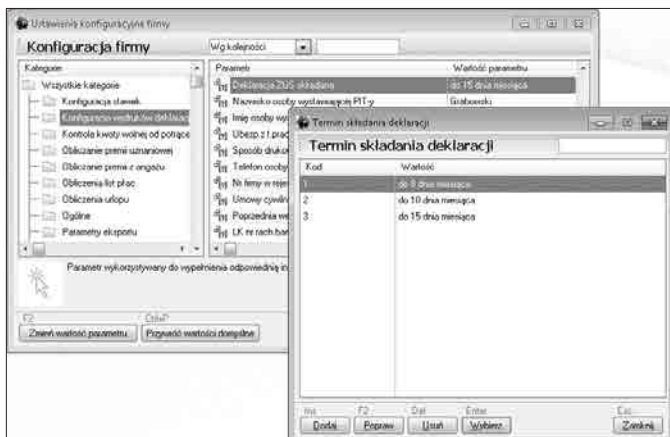 Ustawienia konfiguracyjne firmy
Konfiguracja firmy
Wg kolejności
Kategorie
Wszystkie kategorie
Konfiguracja stawek
Konfiguracja wydruków deklarac
Kontrola kwoty wolnej od potrące
Obliczanie premii uznaniowej
Obliczanie premii z angażu
Obliczenia list płac
Obliczenia urlopu
Ogólne
Parametry eksportu
Parametr
Wartość parametru
Deklaracja ZUS składana
do 15 dnia miesiąca
Nazwisko osoby wystawiającej PIT-y
Grabowski
Imię osoby wy
Ubezp z f.prac
Sposób druko
Telefon osoby
Nr firmy w reje
Umowy cywiln
Poprzednia we
LK nr rach.ban
Parametr wykorzystywany do wypełnienia odpowiednią in
F2
Ctrl+P
Zmień wartość parametru
Przywróć wartości domyślne
Termin składania deklaracji
Termin składania deklaracji
Kod
Wartość
1
do 5 dnia miesiąca
2
do 10 dnia miesiąca
3
do 15 dnia miesiąca
Ins
F2
Del
Enter
Esc
Dodaj
Popraw
Usuń
Wybierz
Zamknij